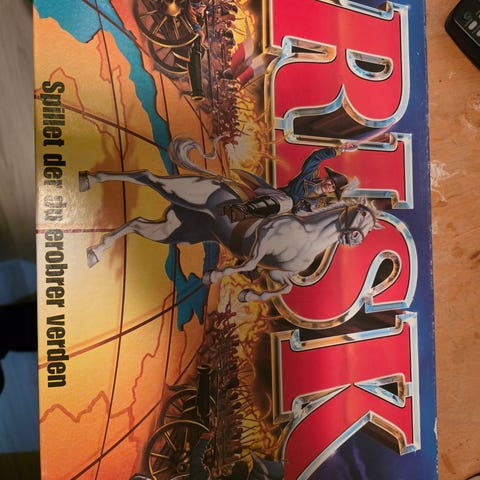 RISK
Spillet der du erobrer verden